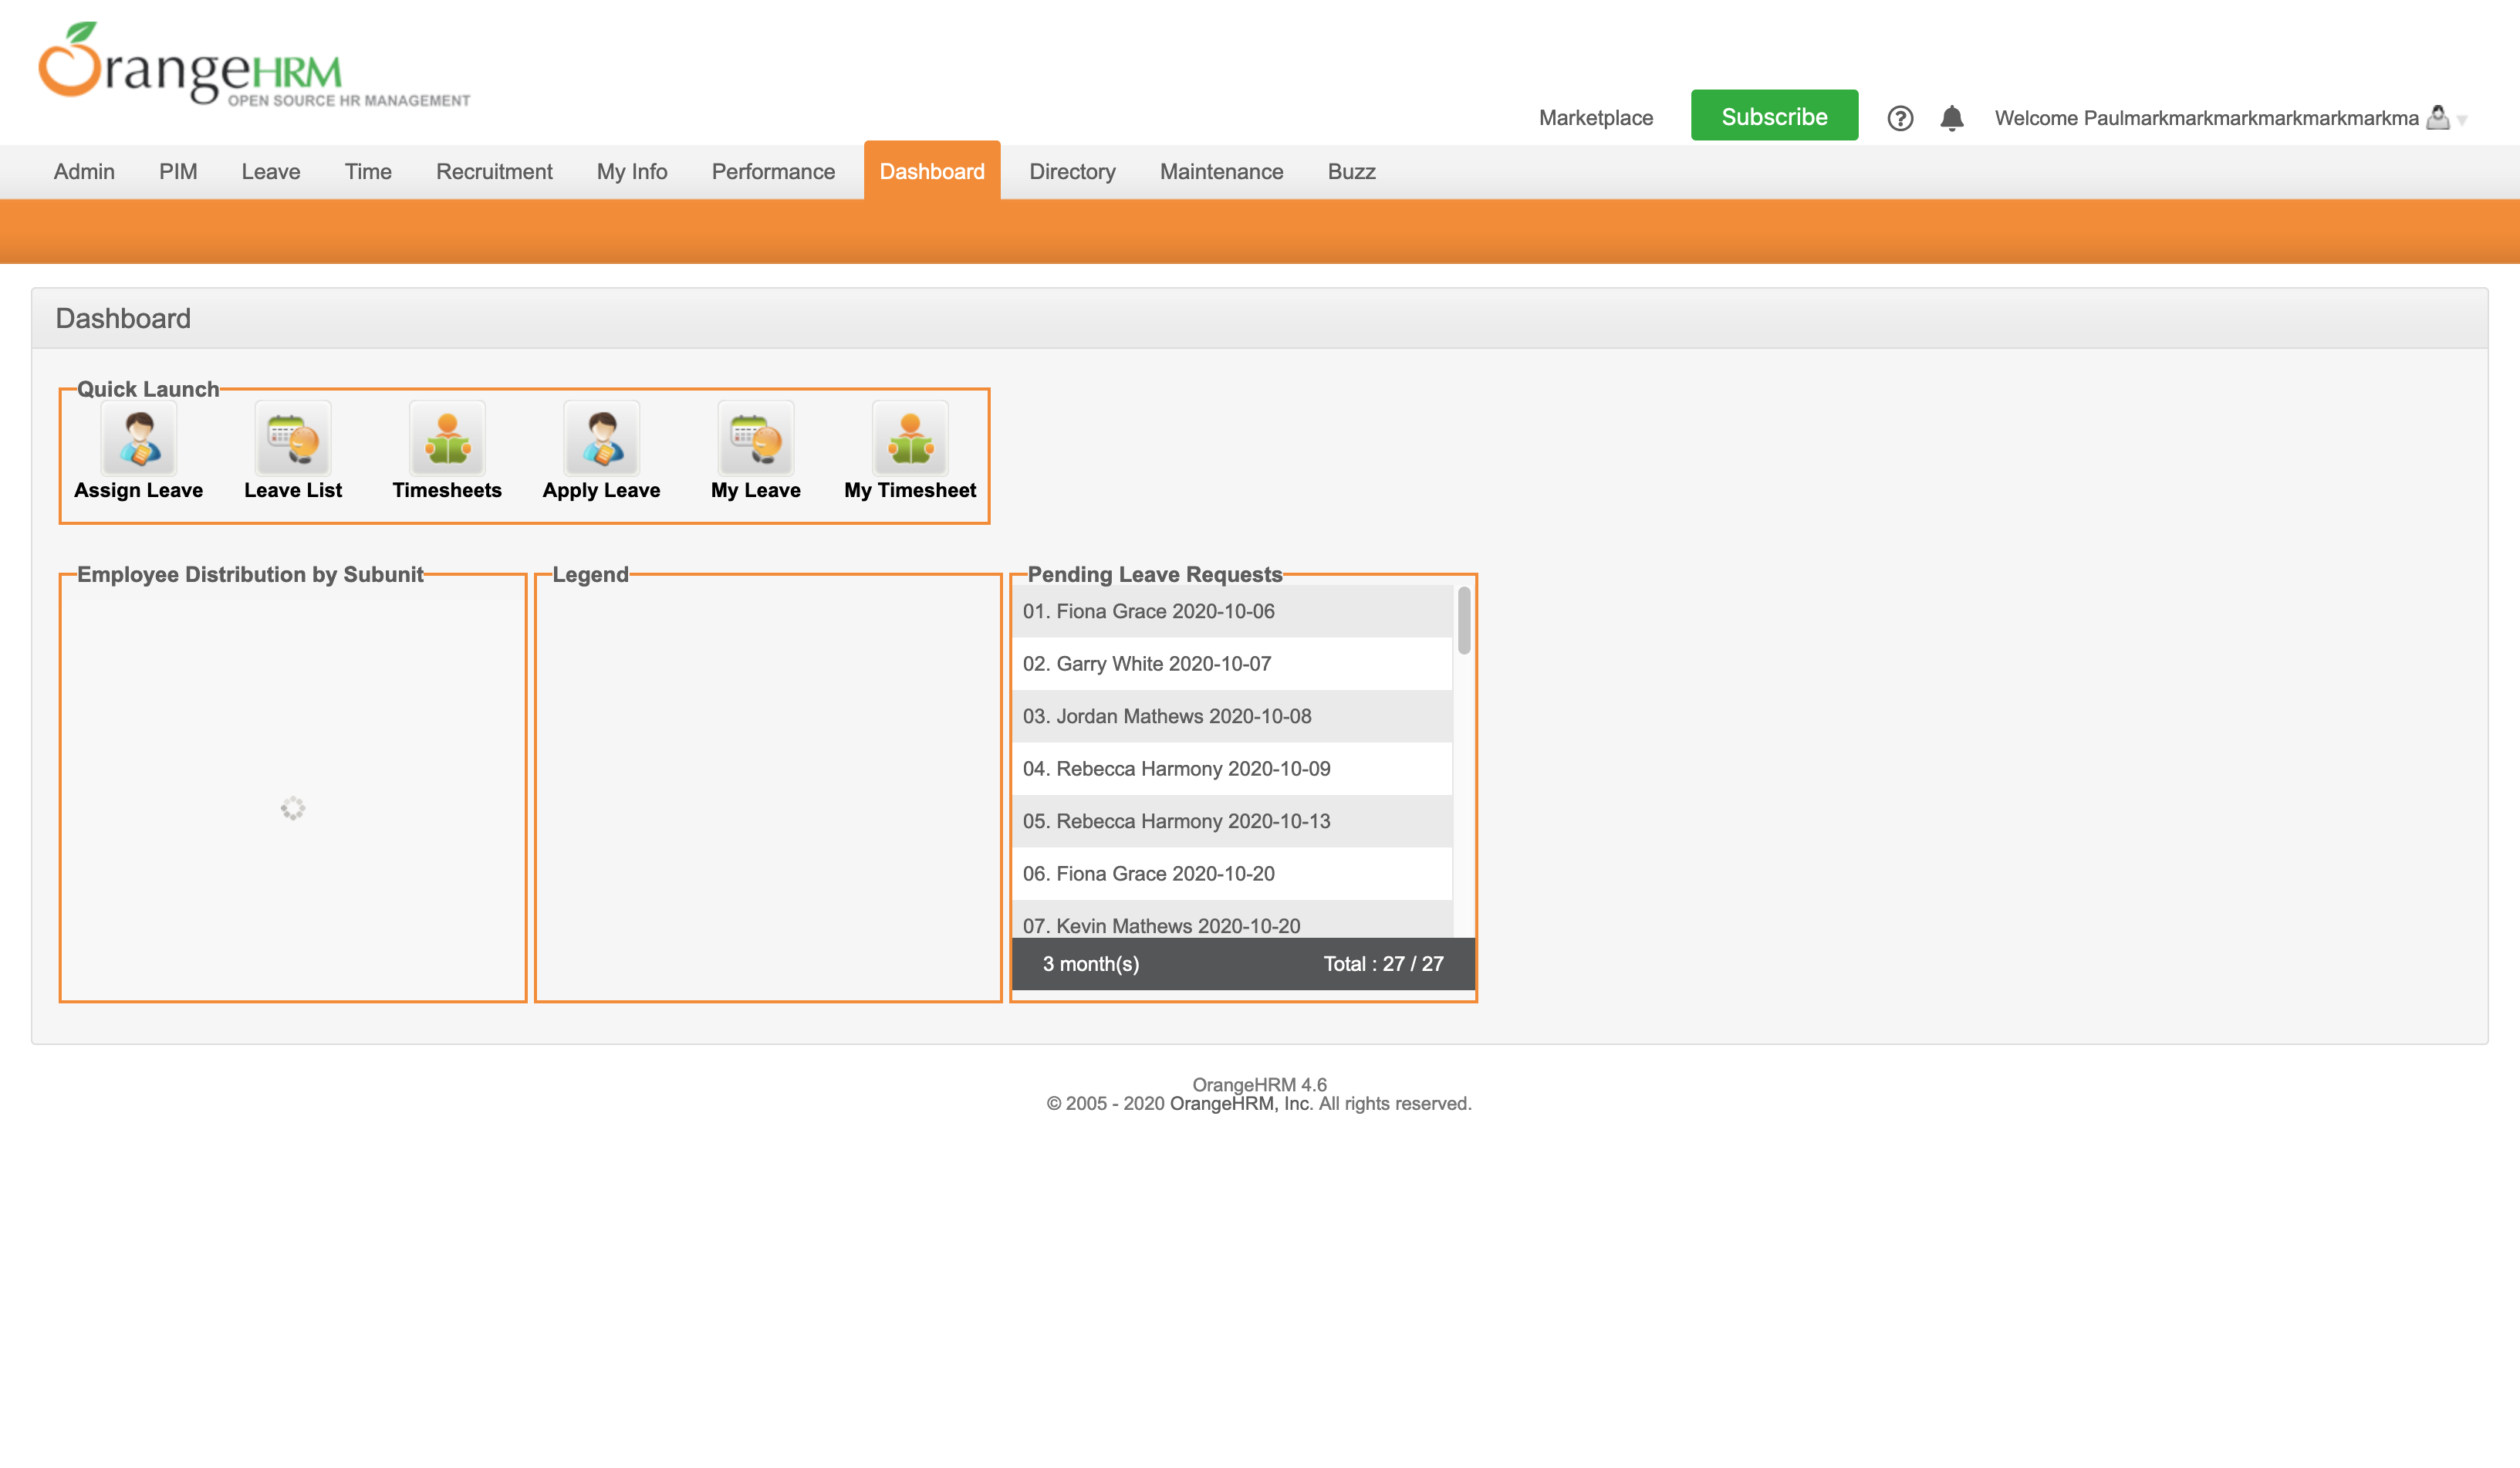 OrangeHRM
OPEN SOURCE HR MANAGEMENT
Marketplace
Subscribe
?
Welcome Paulmarkmarkmarkmarkmarkmarkma
Admin PIM Leave Time Recruitment My Info Performance Dashboard Directory Maintenance Buzz
Dashboard
Quick Launch
Assign Leave Leave List Timesheets Apply Leave My Leave My Timesheet
Employee Distribution by Subunit
Legend
Pending Leave Requests
01. Fiona Grace 2020-10-06
02. Garry White 2020-10-07
03. Jordan Mathews 2020-10-08
04. Rebecca Harmony 2020-10-09
05. Rebecca Harmony 2020-10-13
06. Fiona Grace 2020-10-20
07. Kevin Mathews 2020-10-20
3 month(s) Total : 27 / 27
OrangeHRM 4.6
© 2005 - 2020 OrangeHRM, Inc. All rights reserved.